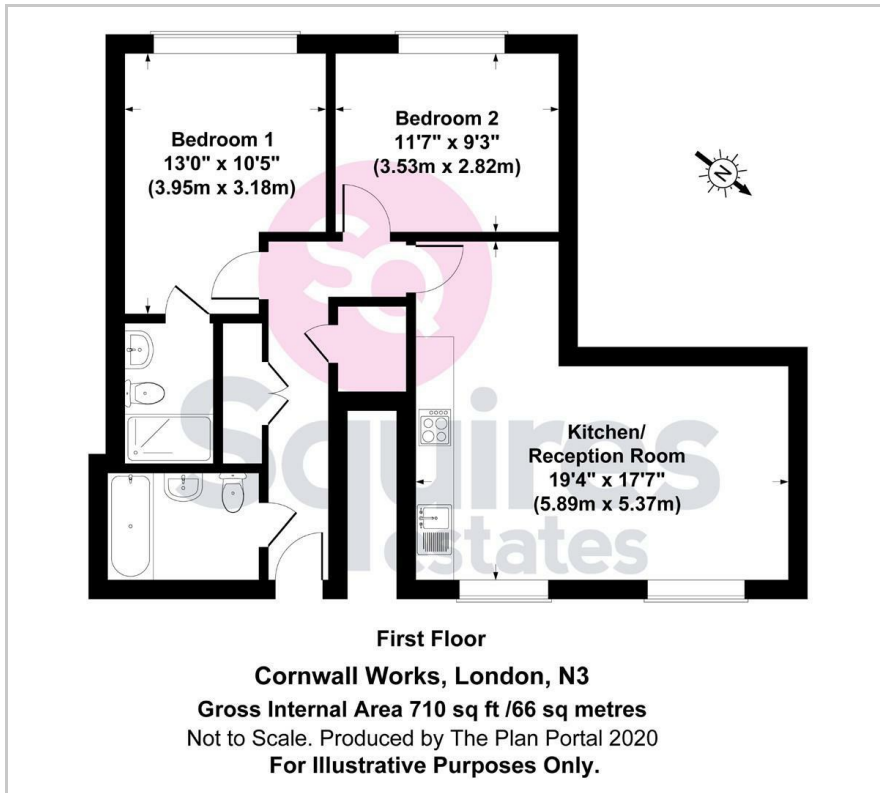 Bedroom 1
13'0" x 10'5"
(3.95m x 3.18m)
Bedroom 2
11'7" x 9'3"
(3.53m x 2.82m)
N
SQ
Squires
estates
Kitchen/
Reception Room
19'4" x 17'7"
(5.89m x 5.37m)
First Floor
Cornwall Works, London, N3
Gross Internal Area 710 sq ft /66 sq metres
Not to Scale. Produced by The Plan Portal 2020
For Illustrative Purposes Only.